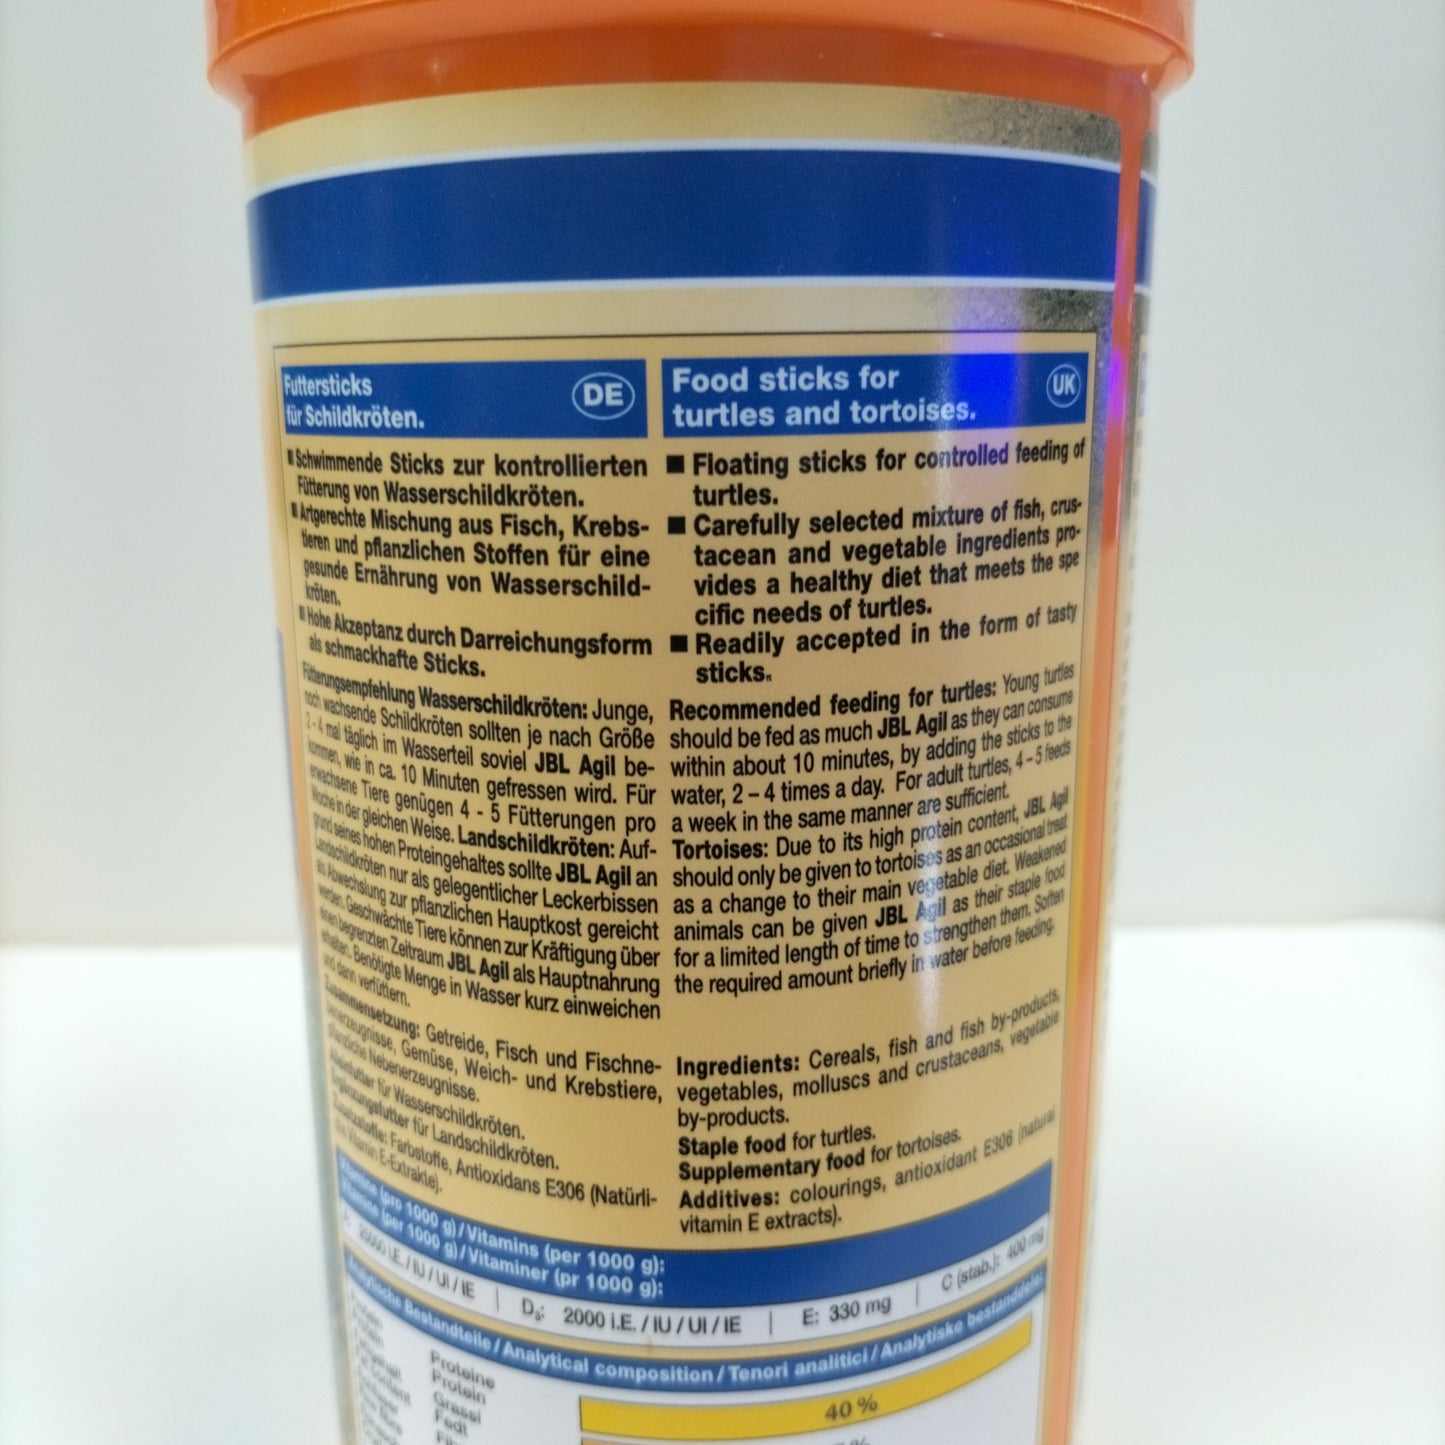 Futtersticks
für Schildkröten.
DE
■ Schwimmende Sticks zur kontrollierten
Fütterung von Wasserschildkröten.
■ Artgerechte Mischung aus Fisch, Krebs-
tieren und pflanzlichen Stoffen für eine
gesunde Ernährung von Wasserschild-
kröten.
■ Hohe Akzeptanz durch Darreichungsform
als schmackhafte Sticks.
Fütterungsempfehlung Wasserschildkröten: Junge,
noch wachsende Schildkröten sollten je nach Größe
2 - 4 mal täglich im Wasserteil soviel JBL Agil be-
kommen, wie in ca. 10 Minuten gefressen wird. Für
erwachsene Tiere genügen 4 - 5 Fütterungen pro
Woche in der gleichen Weise. Landschildkröten: Auf-
grund seines hohen Proteingehaltes sollte JBL Agil an
Landschildkröten nur als gelegentlicher Leckerbissen
als Abwechslung zur pflanzlichen Hauptkost gereicht
werden. Geschwächte Tiere können zur Kräftigung über
einen begrenzten Zeitraum JBL Agil als Hauptnahrung
erhalten. Benötigte Menge in Wasser kurz einweichen
und dann verfüttern.
Zusammensetzung: Getreide, Fisch und Fischne-
benerzeugnisse, Gemüse, Weich- und Krebstiere,
pflanzliche Nebenerzeugnisse.
Alleinfutter für Wasserschildkröten.
Ergänzungsfutter für Landschildkröten.
Zusatzstoffe: Farbstoffe, Antioxidans E306 (Natürli-
che Vitamin E-Extrakte).
Food sticks for
turtles and tortoises.
UK
■ Floating sticks for controlled feeding of
turtles.
■ Carefully selected mixture of fish, crus-
tacean and vegetable ingredients pro-
vides a healthy diet that meets the spe
cific needs of turtles.
■ Readily accepted in the form of tasty
sticks.
Recommended feeding for turtles: Young turtles
should be fed as much JBL Agil as they can consume
within about 10 minutes, by adding the sticks to the
water, 2 – 4 times a day. For adult turtles, 4 – 5 feeds
a week in the same manner are sufficient.
Tortoises: Due to its high protein content, JBL Agil
should only be given to tortoises as an occasional treat
as a change to their main vegetable diet. Weakened
animals can be given JBL Agil as their staple food
for a limited length of time to strengthen them. Soften
the required amount briefly in water before feeding.
Ingredients: Cereals, fish and fish by-products,
vegetables, molluscs and crustaceans, vegetable
by-products.
Staple food for turtles.
Supplementary food for tortoises.
Additives: colourings, antioxidant E306 (natural
vitamin E extracts).
Vitamine (pro 1000 g) / Vitamins (per 1000 g):
Vitamine (per 1000 g) / Vitaminer (pr 1000 g):
25000 i.E. / IU / UI / IE | D₃: 2000 i.E. / IU / UI / IE | E: 330 mg | C (stab.): 400 mg
Analytische Bestandteile / Analytical composition / Tenori analitici / Analytiske bestanddele:
Protein Proteine 40 %
Protein
Grassi
Fedt